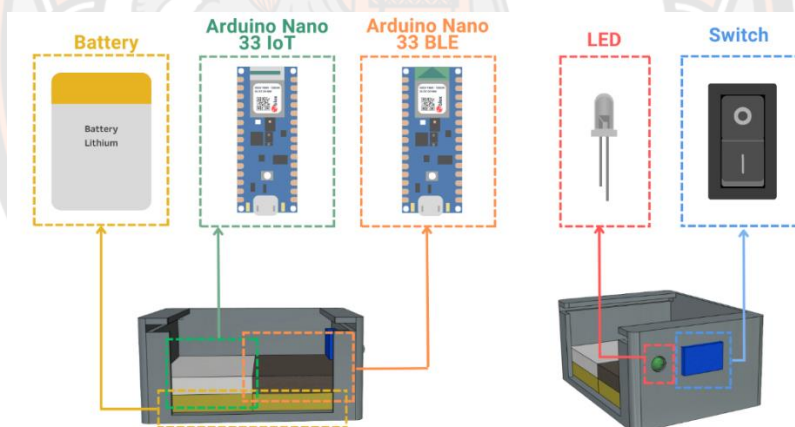 Battery
Arduino Nano
33 IoT
Arduino Nano
33 BLE
LED
Switch
Battery
Lithium